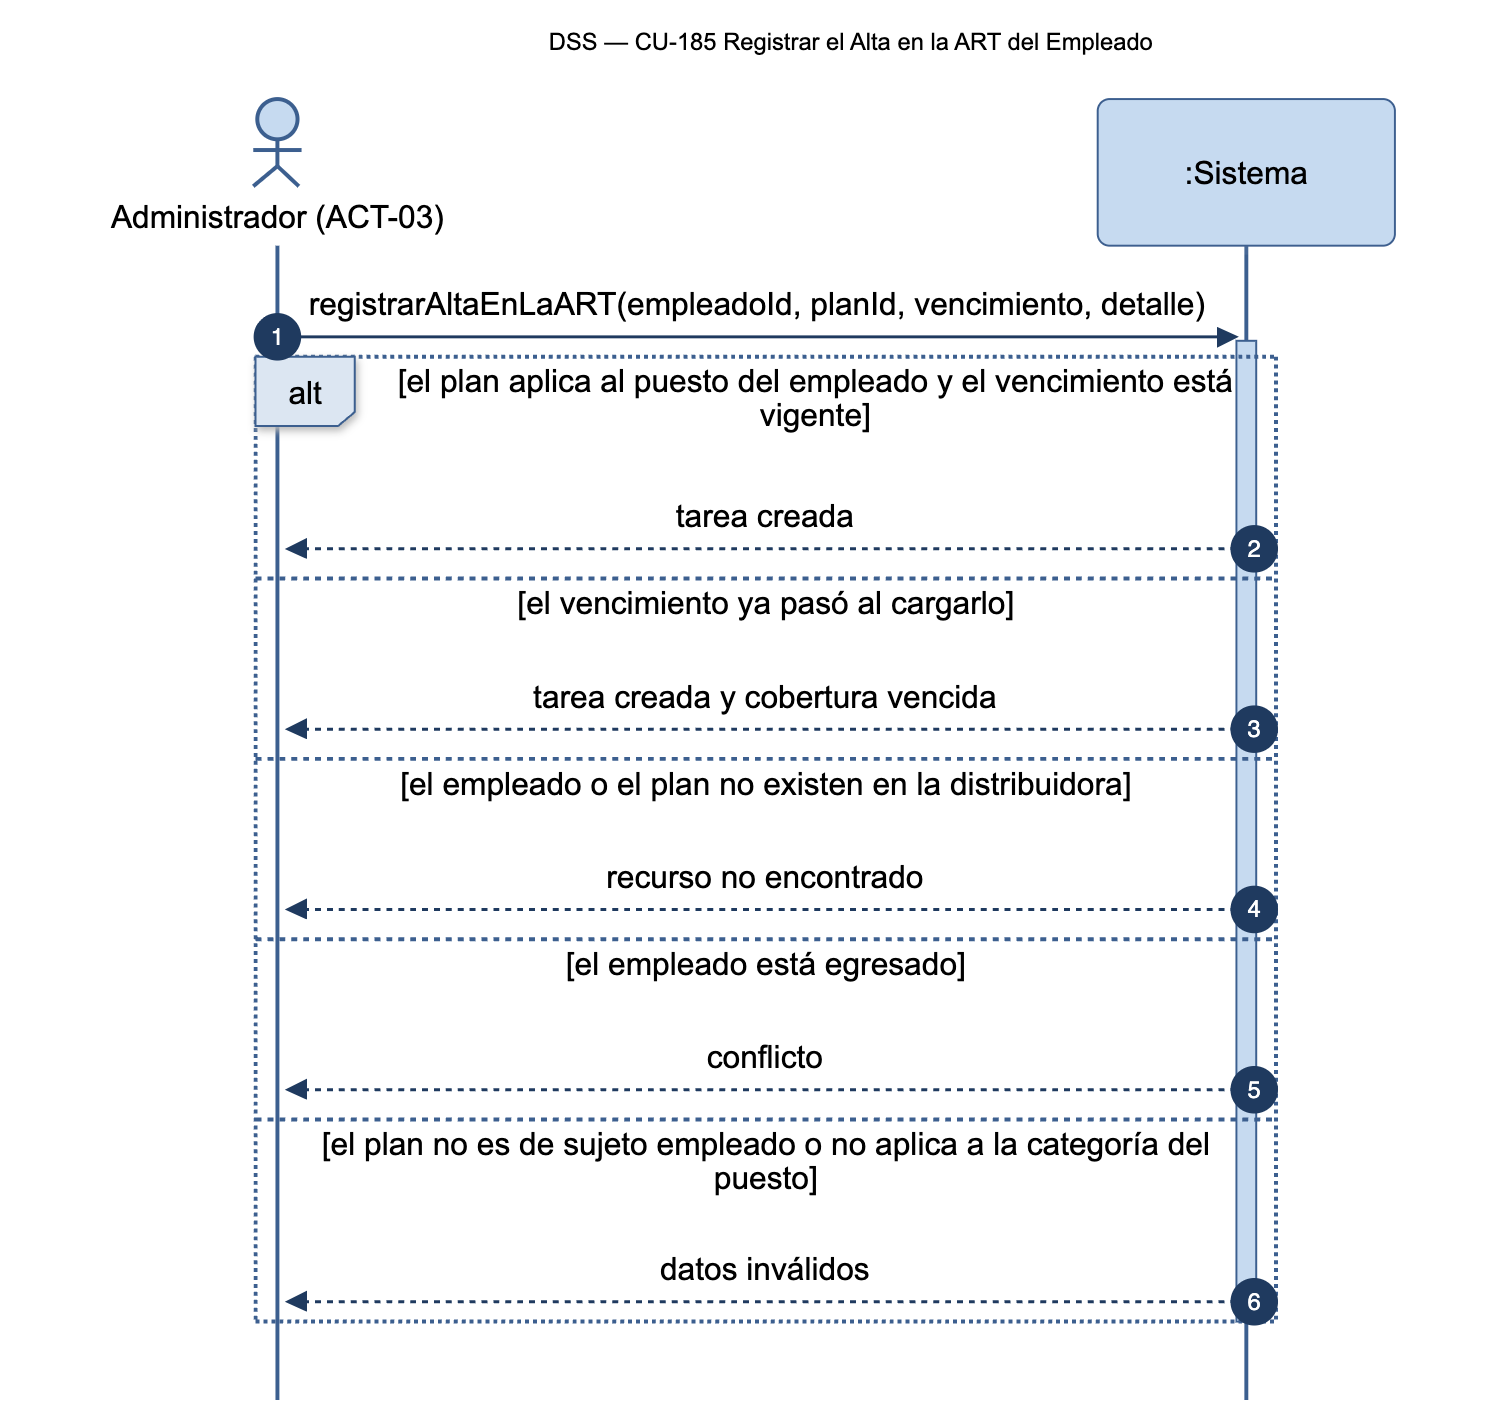 DSS — CU-185 Registrar el Alta en la ART del Empleado
Administrador (ACT-03)
:Sistema
registrarAltaEnLaART(empleadoId, planId, vencimiento, detalle)
1
alt
[el plan aplica al puesto del empleado y el vencimiento está
vigente]
tarea creada
2
[el vencimiento ya pasó al cargarlo]
tarea creada y cobertura vencida
3
[el empleado o el plan no existen en la distribuidora]
recurso no encontrado
4
[el empleado está egresado]
conflicto
5
[el plan no es de sujeto empleado o no aplica a la categoría del
puesto]
datos inválidos
6